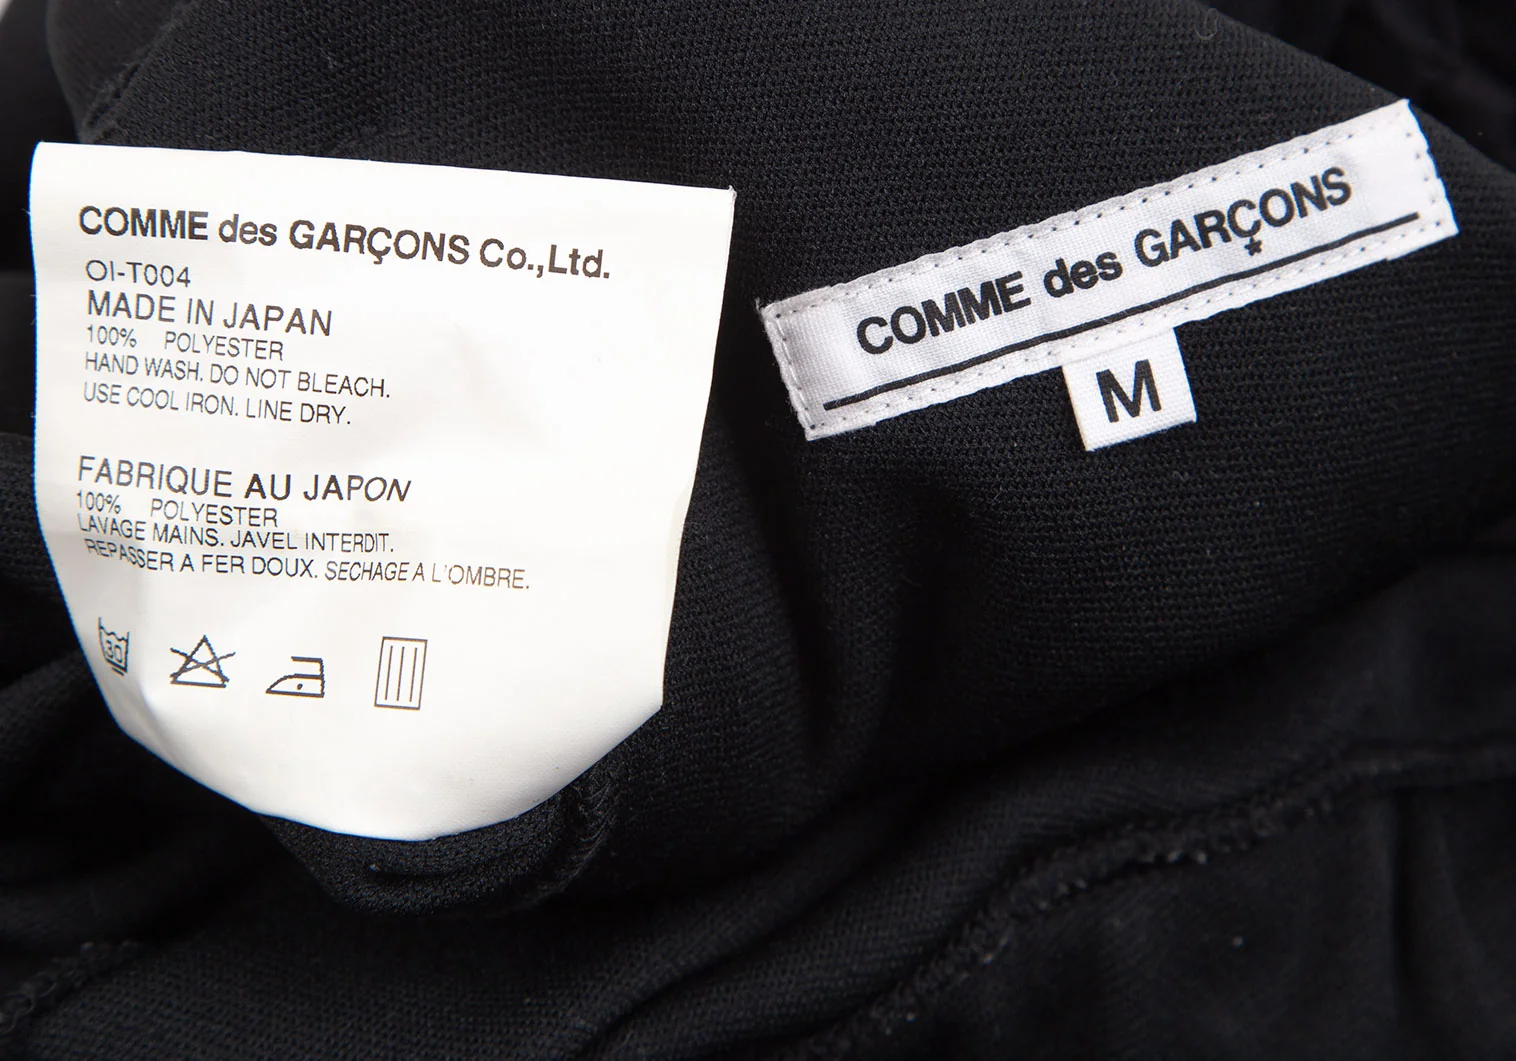 COMME des GARÇONS Co.,Ltd.
OI-T004
MADE IN JAPAN
100% POLYESTER
HAND WASH. DO NOT BLEACH.
USE COOL IRON. LINE DRY.
FABRIQUE AU JAPON
100% POLYESTER
LAVAGE MAINS. JAVEL INTERDIT.
REPASSER A FER DOUX. SECHAGE A L'OMBRE.
30
COMME des GARÇONS
M